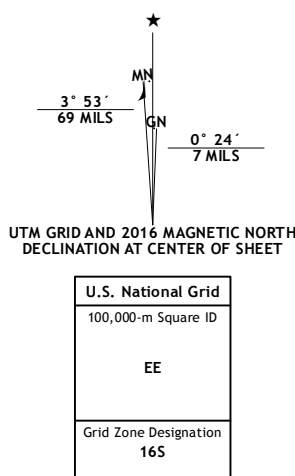 ★
MN
3° 53´
69 MILS
GN
0° 24´
7 MILS
UTM GRID AND 2016 MAGNETIC NORTH
DECLINATION AT CENTER OF SHEET
U.S. National Grid
100,000-m Square ID
EE
Grid Zone Designation
16S